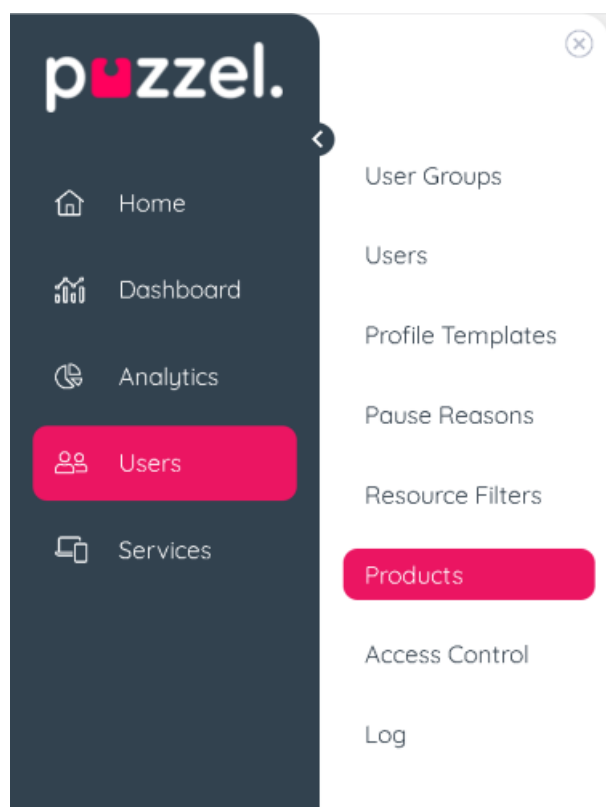 puzzel.
Home
Dashboard
Analytics
Users
Services
User Groups
Users
Profile Templates
Pause Reasons
Resource Filters
Products
Access Control
Log